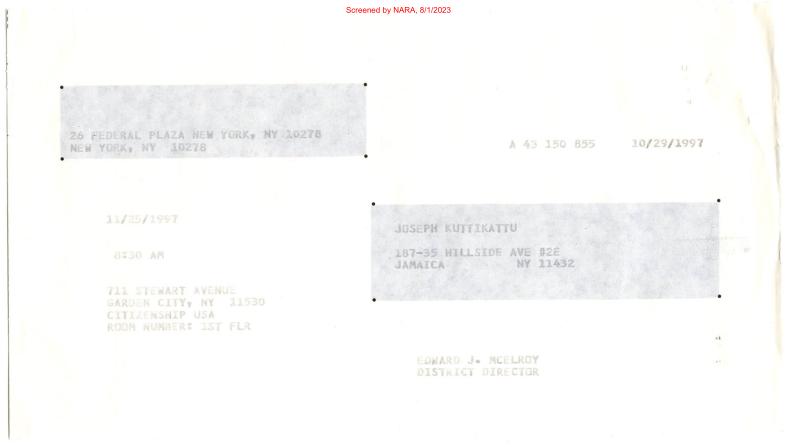 Screened by NARA, 8/1/2023
26 FEDERAL PLAZA NEW YORK, NY 10278
NEW YORK, NY 10278
A 43 150 855 10/29/1997
11/25/1997
8:30 AM
JOSEPH KUTTIKATTU
187-35 HILLSIDE AVE #2E
JAMAICA NY 11432
711 STEWART AVENUE
GARDEN CITY, NY 11530
CITIZENSHIP USA
ROOM NUMBER: 1ST FLR
EDWARD J. MCELROY
DISTRICT DIRECTOR